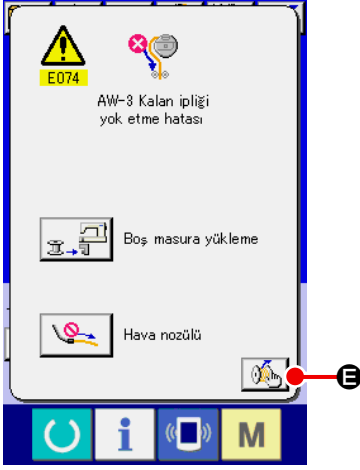 E074
AW-3 Kalan ipliği
yok etme hatası
Boş masura yükleme
Hava nozülü
E
i
M